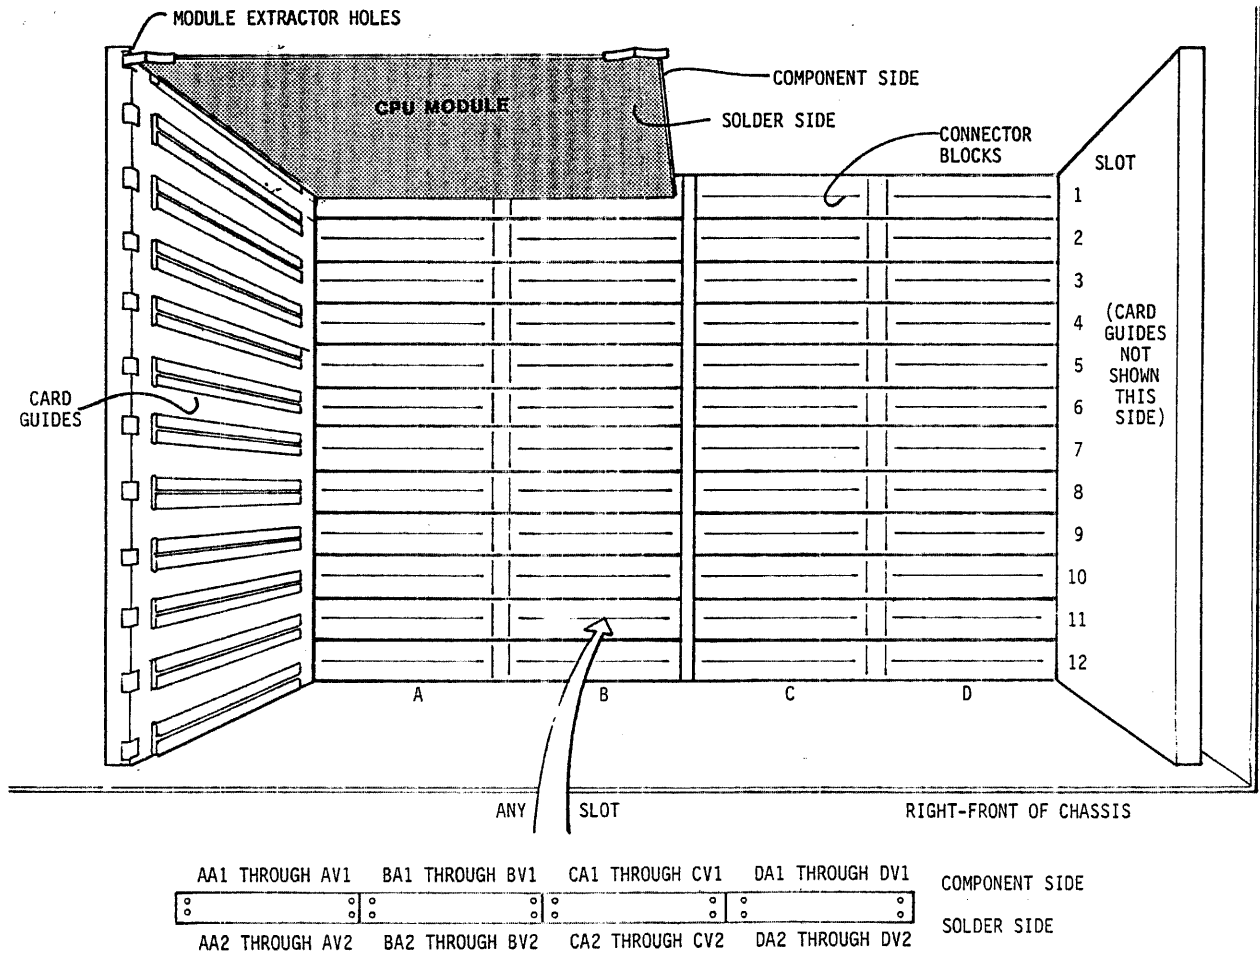 MODULE EXTRACTOR HOLES
COMPONENT SIDE
CPU MODULE
SOLDER SIDE
CONNECTOR
BLOCKS
SLOT
1
2
3
4
5
6
7
8
9
10
11
12
(CARD
GUIDES
NOT
SHOWN
THIS
SIDE)
CARD
GUIDES
A B C D
ANY SLOT
RIGHT-FRONT OF CHASSIS
AA1 THROUGH AV1 BA1 THROUGH BV1 CA1 THROUGH CV1 DA1 THROUGH DV1
COMPONENT SIDE
SOLDER SIDE
AA2 THROUGH AV2 BA2 THROUGH BV2 CA2 THROUGH CV2 DA2 THROUGH DV2